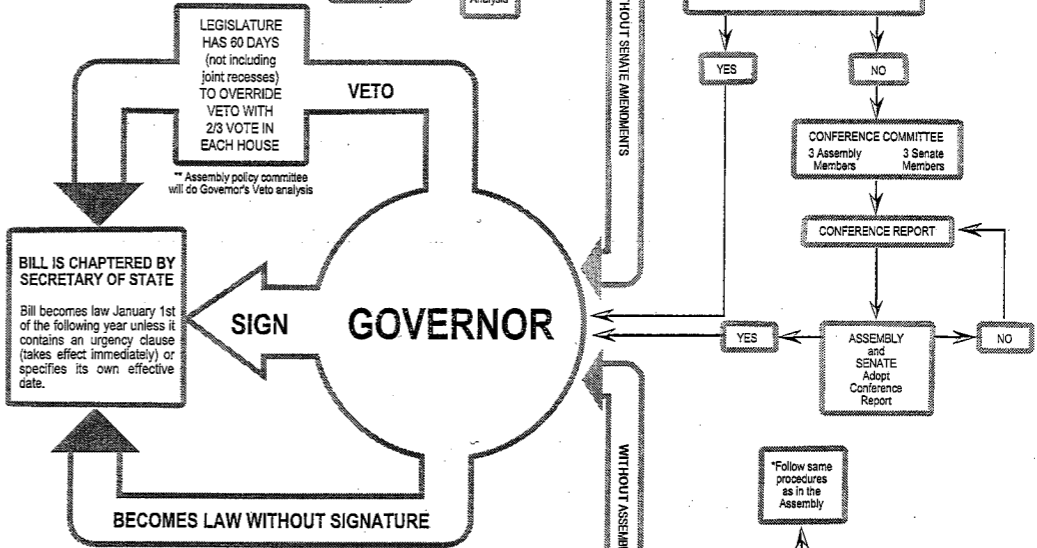 Analysis
LEGISLATURE
HAS 60 DAYS
(not including
joint recesses)
TO OVERRIDE
VETO WITH
2/3 VOTE IN
EACH HOUSE
VETO
** Assembly policy committee
will do Governor's Veto analysis
BILL IS CHAPTERED BY
SECRETARY OF STATE
Bill becomes law January 1st
of the following year unless it
contains an urgency clause
(takes effect immediately) or
specifies its own effective
date.
SIGN
GOVERNOR
BECOMES LAW WITHOUT SIGNATURE
HOUT SENATE AMENDMENTS
WITHOUT ASSEMB
YES
NO
CONFERENCE COMMITTEE
3 Assembly
Members
3 Senate
Members
CONFERENCE REPORT
YES
ASSEMBLY
and
SENATE
Adopt
Conference
Report
NO
*Follow same
procedures
as in the
Assembly